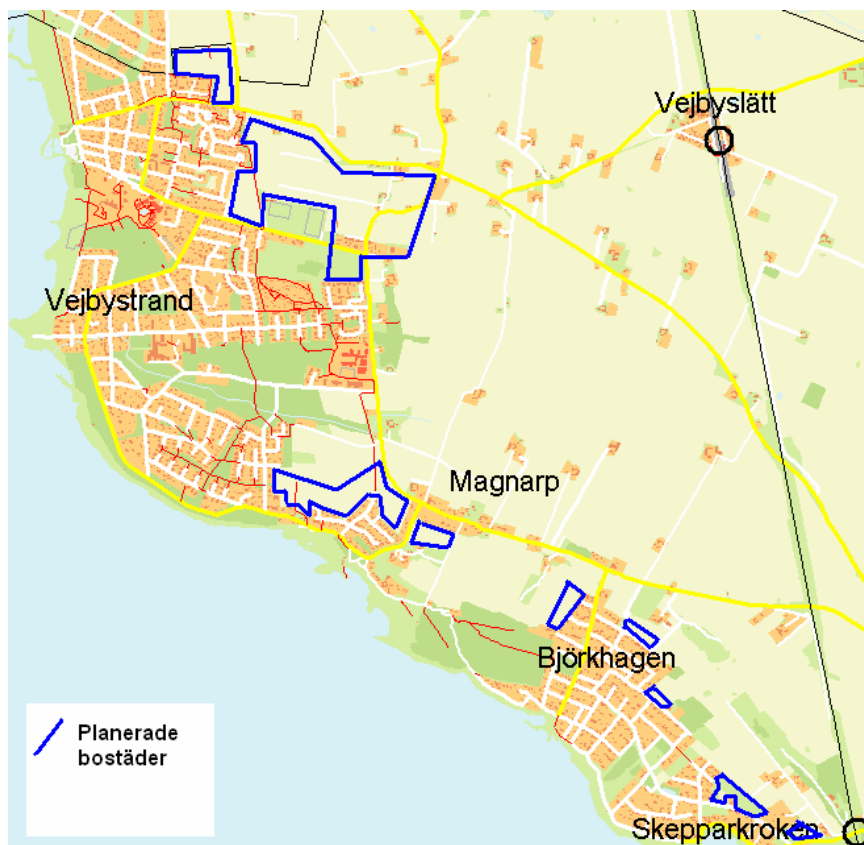 Vejbyslätt
Vejbystrand
Magnarp
Björkhagen
Skepparkroken
Planerade
bostäder